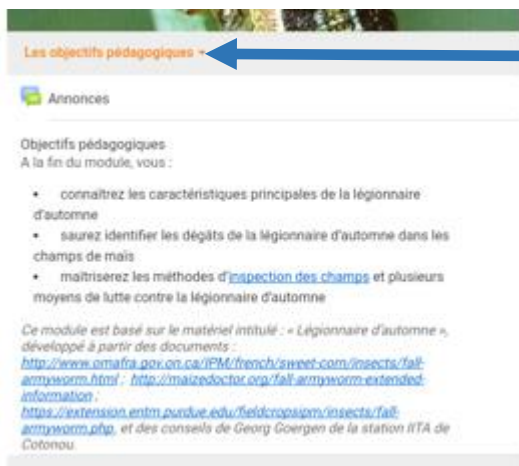 Les objectifs pédagogiques
Annonces
Objectifs pédagogiques
A la fin du module, vous :
• connaîtrez les caractéristiques principales de la légionnaire
d'automne
• saurez identifier les dégâts de la légionnaire d'automne dans les
champs de maïs
• maîtriserez les méthodes d'inspection des champs et plusieurs
moyens de lutte contre la légionnaire d'automne
Ce module est basé sur le matériel intitulé : « Légionnaire d'automne »,
développé à partir des documents :
http://www.omafra.gov.on.ca/IPM/french/sweet-corn/insects/fall-
armyworm.html ; http://maizedoctor.org/fall-armyworm-extended-
information ;
https://extension.entm.purdue.edu/fieldcropsipm/insects/fall-
armyworm.php, et des conseils de Georg Goergen de la station IITA de
Cotonou.